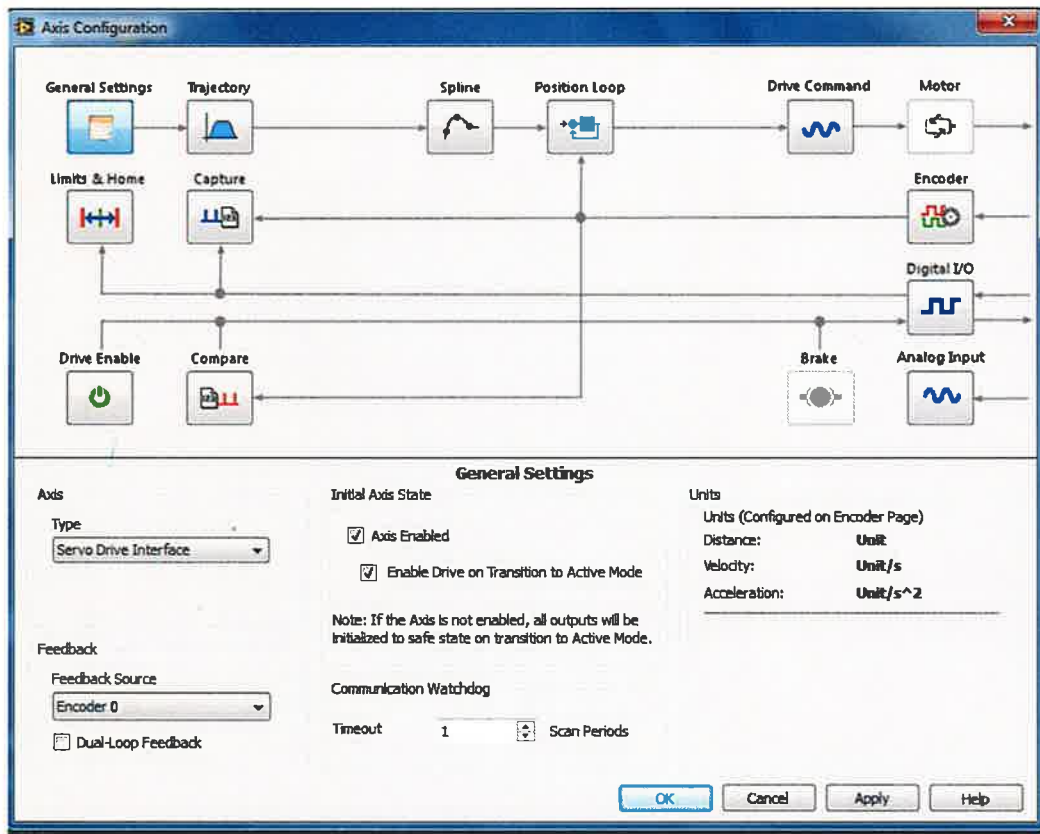 Axis Configuration
General Settings
Trajectory
Spline
Position Loop
Drive Command
Motor
Limits & Home
Capture
Encoder
Digital I/O
Drive Enable
Compare
Brake
Analog Input
General Settings
Axis
Type
Servo Drive Interface
Feedback
Feedback Source
Encoder 0
Dual-Loop Feedback
Initial Axis State
Axis Enabled
Enable Drive on Transition to Active Mode
Note: If the Axis is not enabled, all outputs will be
initialized to safe state on transition to Active Mode.
Communication Watchdog
Timeout 1 Scan Periods
Units
Units (Configured on Encoder Page)
Distance: Unit
Velocity: Unit/s
Acceleration: Unit/s^2
OK Cancel Apply Help